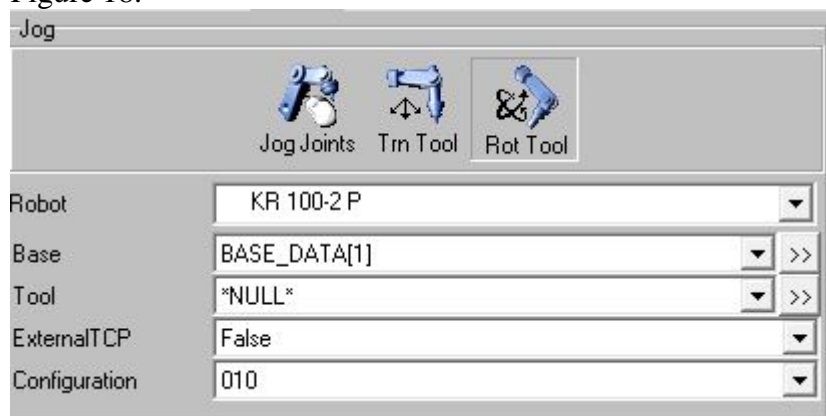 Figure 18.
Jog
Jog Joints Trn Tool Rot Tool
Robot KR 100-2 P
Base BASE_DATA[1] >>
Tool *NULL* >>
ExternalTCP False
Configuration 010